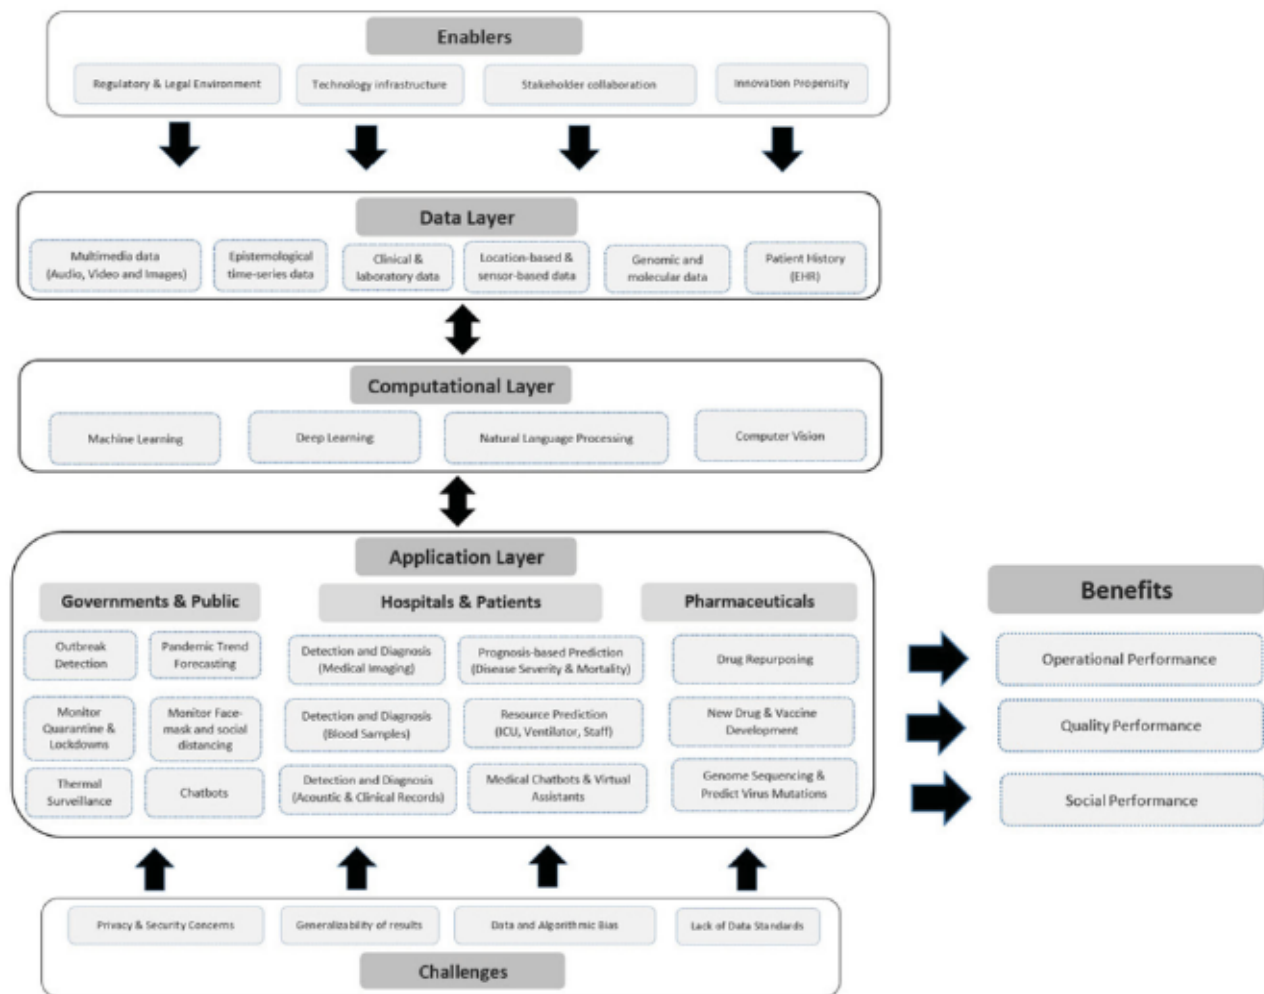 Enablers
Regulatory & Legal Environment
Technology infrastructure
Stakeholder collaboration
Innovation Propensity
Data Layer
Multimedia data
(Audio, Video and Images)
Epistemological
time-series data
Clinical &
laboratory data
Location-based &
sensor-based data
Genomic and
molecular data
Patient History
(EHR)
Computational Layer
Machine Learning
Deep Learning
Natural Language Processing
Computer Vision
Application Layer
Governments & Public
Outbreak
Detection
Pandemic Trend
Forecasting
Monitor
Quarantine &
Lockdowns
Monitor Face-
mask and social
distancing
Thermal
Surveillance
Chatbots
Hospitals & Patients
Detection and Diagnosis
(Medical Imaging)
Prognosis-based Prediction
(Disease Severity & Mortality)
Detection and Diagnosis
(Blood Samples)
Resource Prediction
(ICU, Ventilator, Staff)
Detection and Diagnosis
(Acoustic & Clinical Records)
Medical Chatbots & Virtual
Assistants
Pharmaceuticals
Drug Repurposing
New Drug & Vaccine
Development
Genome Sequencing &
Predict Virus Mutations
Benefits
Operational Performance
Quality Performance
Social Performance
Privacy & Security Concerns
Generalizability of results
Data and Algorithmic Bias
Lack of Data Standards
Challenges